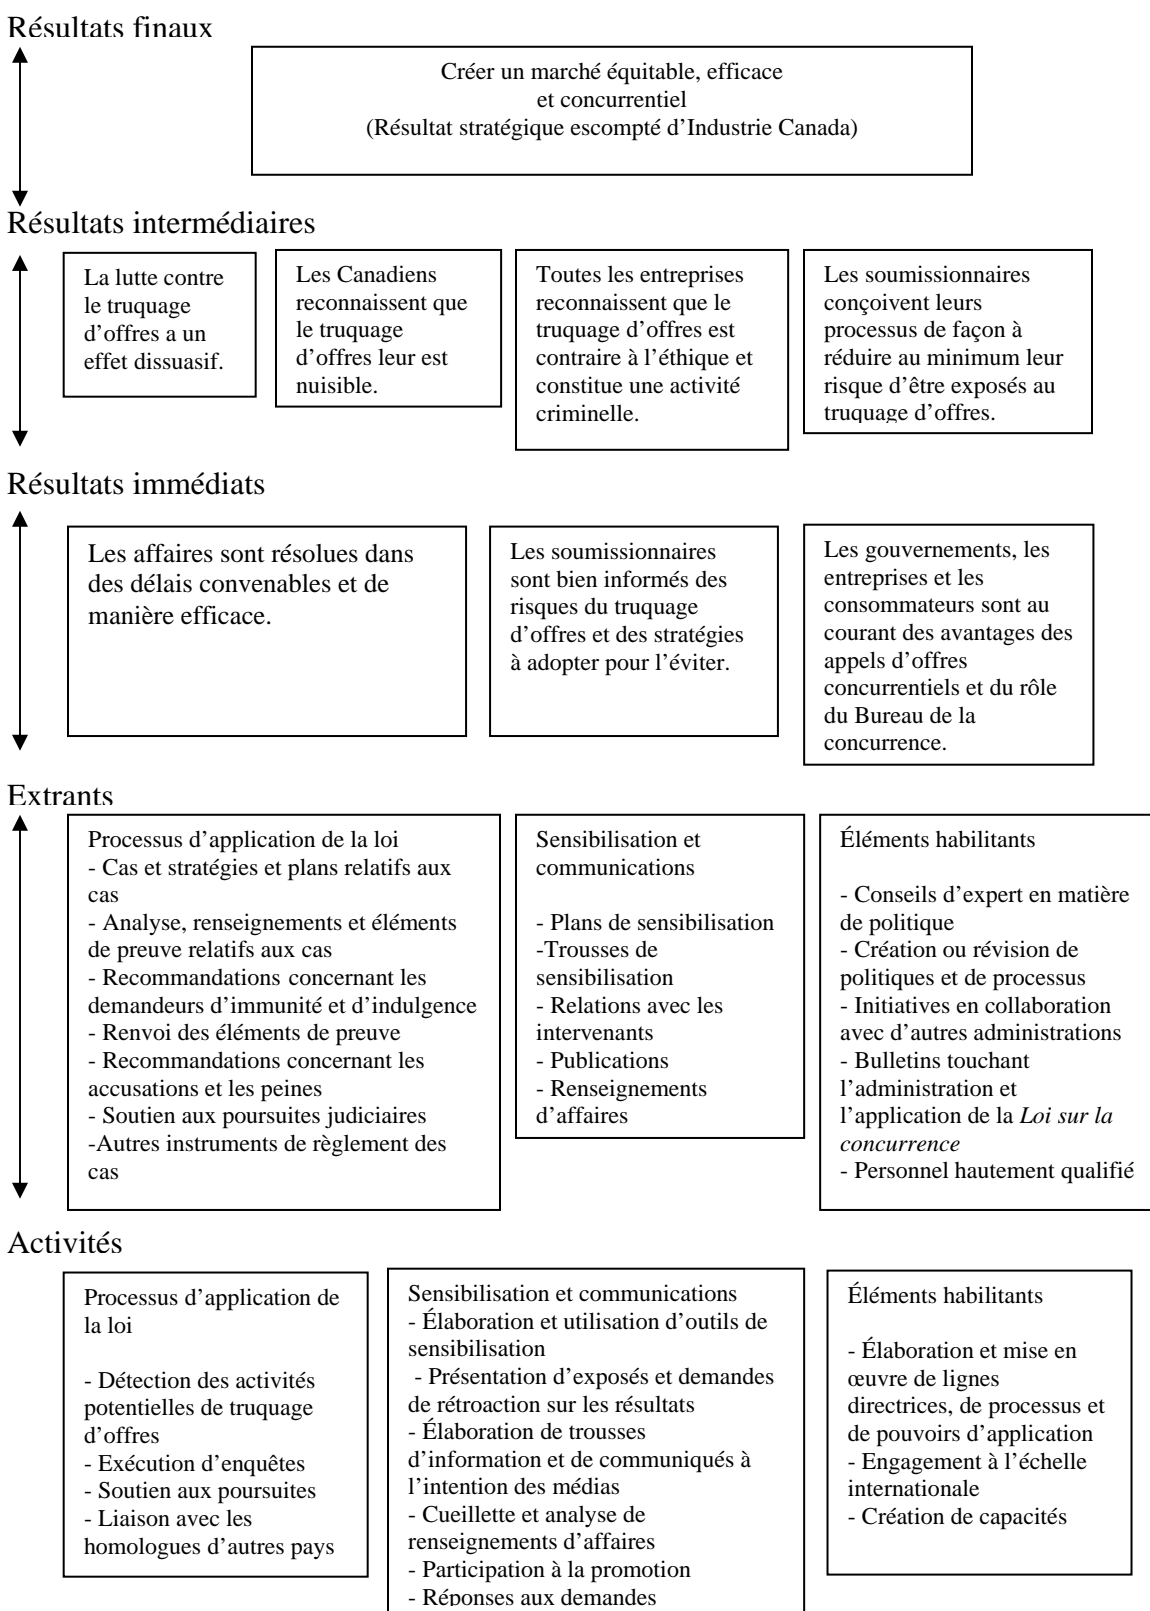 Résultats finaux
Créer un marché équitable, efficace
et concurrentiel
(Résultat stratégique escompté d’Industrie Canada)
Résultats intermédiaires
La lutte contre
le truquage
d’offres a un
effet dissuasif.
Les Canadiens
reconnaissent que
le truquage
d’offres leur est
nuisible.
Toutes les entreprises
reconnaissent que le
truquage d’offres est
contraire à l’éthique et
constitue une activité
criminelle.
Les soumissionnaires
conçoivent leurs
processus de façon à
réduire au minimum leur
risque d’être exposés au
truquage d’offres.
Résultats immédiats
Les affaires sont résolues dans
des délais convenables et de
manière efficace.
Les soumissionnaires
sont bien informés des
risques du truquage
d’offres et des stratégies
à adopter pour l’éviter.
Les gouvernements, les
entreprises et les
consommateurs sont au
courant des avantages des
appels d’offres
concurrentiels et du rôle
du Bureau de la
concurrence.
Extrants
Processus d’application de la loi
- Cas et stratégies et plans relatifs aux
cas
- Analyse, renseignements et éléments
de preuve relatifs aux cas
- Recommandations concernant les
demandeurs d’immunité et d’indulgence
- Renvoi des éléments de preuve
- Recommandations concernant les
accusations et les peines
- Soutien aux poursuites judiciaires
-Autres instruments de règlement des
cas
Sensibilisation et
communications
- Plans de sensibilisation
-Trousses de
sensibilisation
- Relations avec les
intervenants
- Publications
- Renseignements
d’affaires
Éléments habilitants
- Conseils d’expert en matière
de politique
- Création ou révision de
politiques et de processus
- Initiatives en collaboration
avec d’autres administrations
- Bulletins touchant
l’administration et
l’application de la Loi sur la
concurrence
- Personnel hautement qualifié
Activités
Processus d’application de
la loi
- Détection des activités
potentielles de truquage
d’offres
- Exécution d’enquêtes
- Soutien aux poursuites
- Liaison avec les
homologues d’autres pays
Sensibilisation et communications
- Élaboration et utilisation d’outils de
sensibilisation
- Présentation d’exposés et demandes
de rétroaction sur les résultats
- Élaboration de trousses
d’information et de communiqués à
l’intention des médias
- Cueillette et analyse de
renseignements d’affaires
- Participation à la promotion
- Réponses aux demandes
Éléments habilitants
- Élaboration et mise en
œuvre de lignes
directrices, de processus et
de pouvoirs d’application
- Engagement à l’échelle
internationale
- Création de capacités